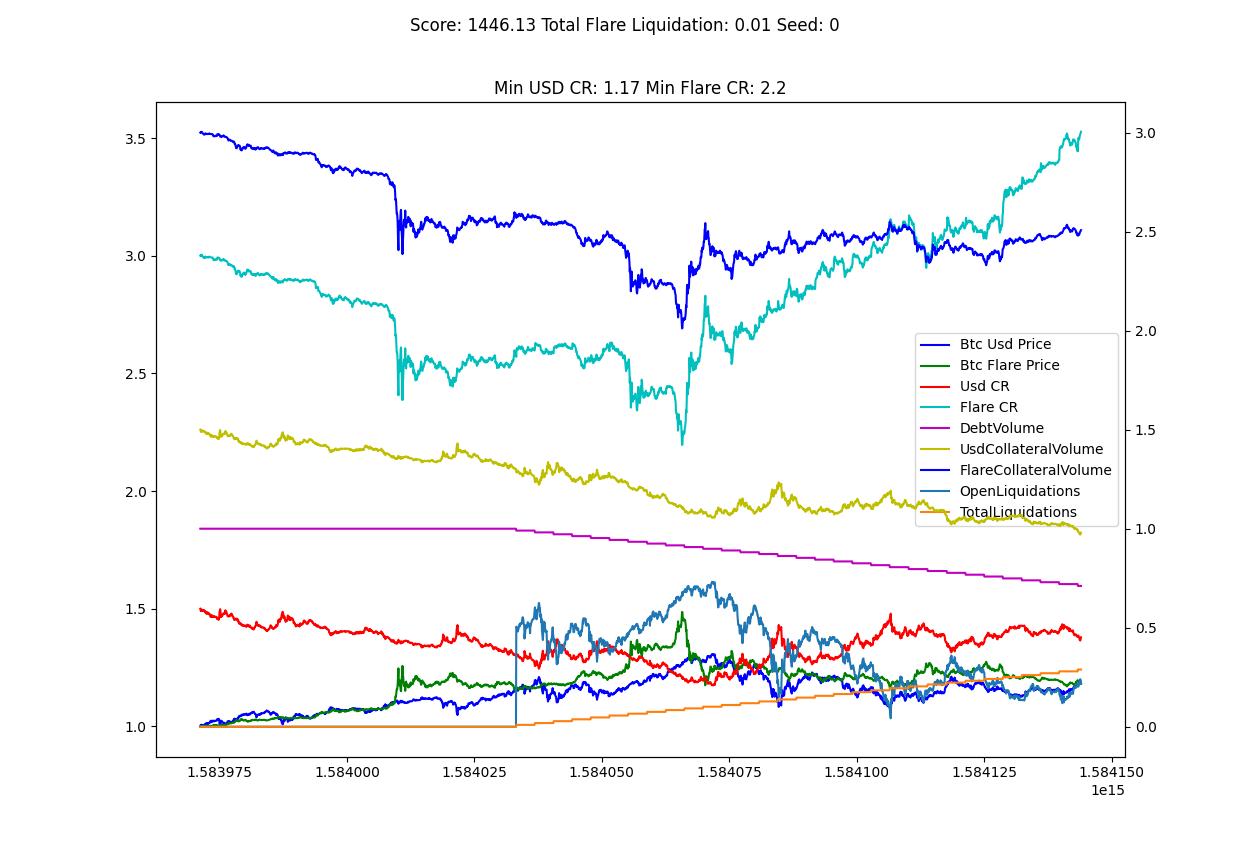 Score: 1446.13 Total Flare Liquidation: 0.01 Seed: 0
Min USD CR: 1.17 Min Flare CR: 2.2
3.5
3.0
2.5
2.0
1.5
1.0
3.0
2.5
2.0
1.5
1.0
0.5
0.0
Btc Usd Price
Btc Flare Price
Usd CR
Flare CR
DebtVolume
UsdCollateralVolume
FlareCollateralVolume
OpenLiquidations
TotalLiquidations
1.583975 1.584000 1.584025 1.584050 1.584075 1.584100 1.584125 1.584150
1e15